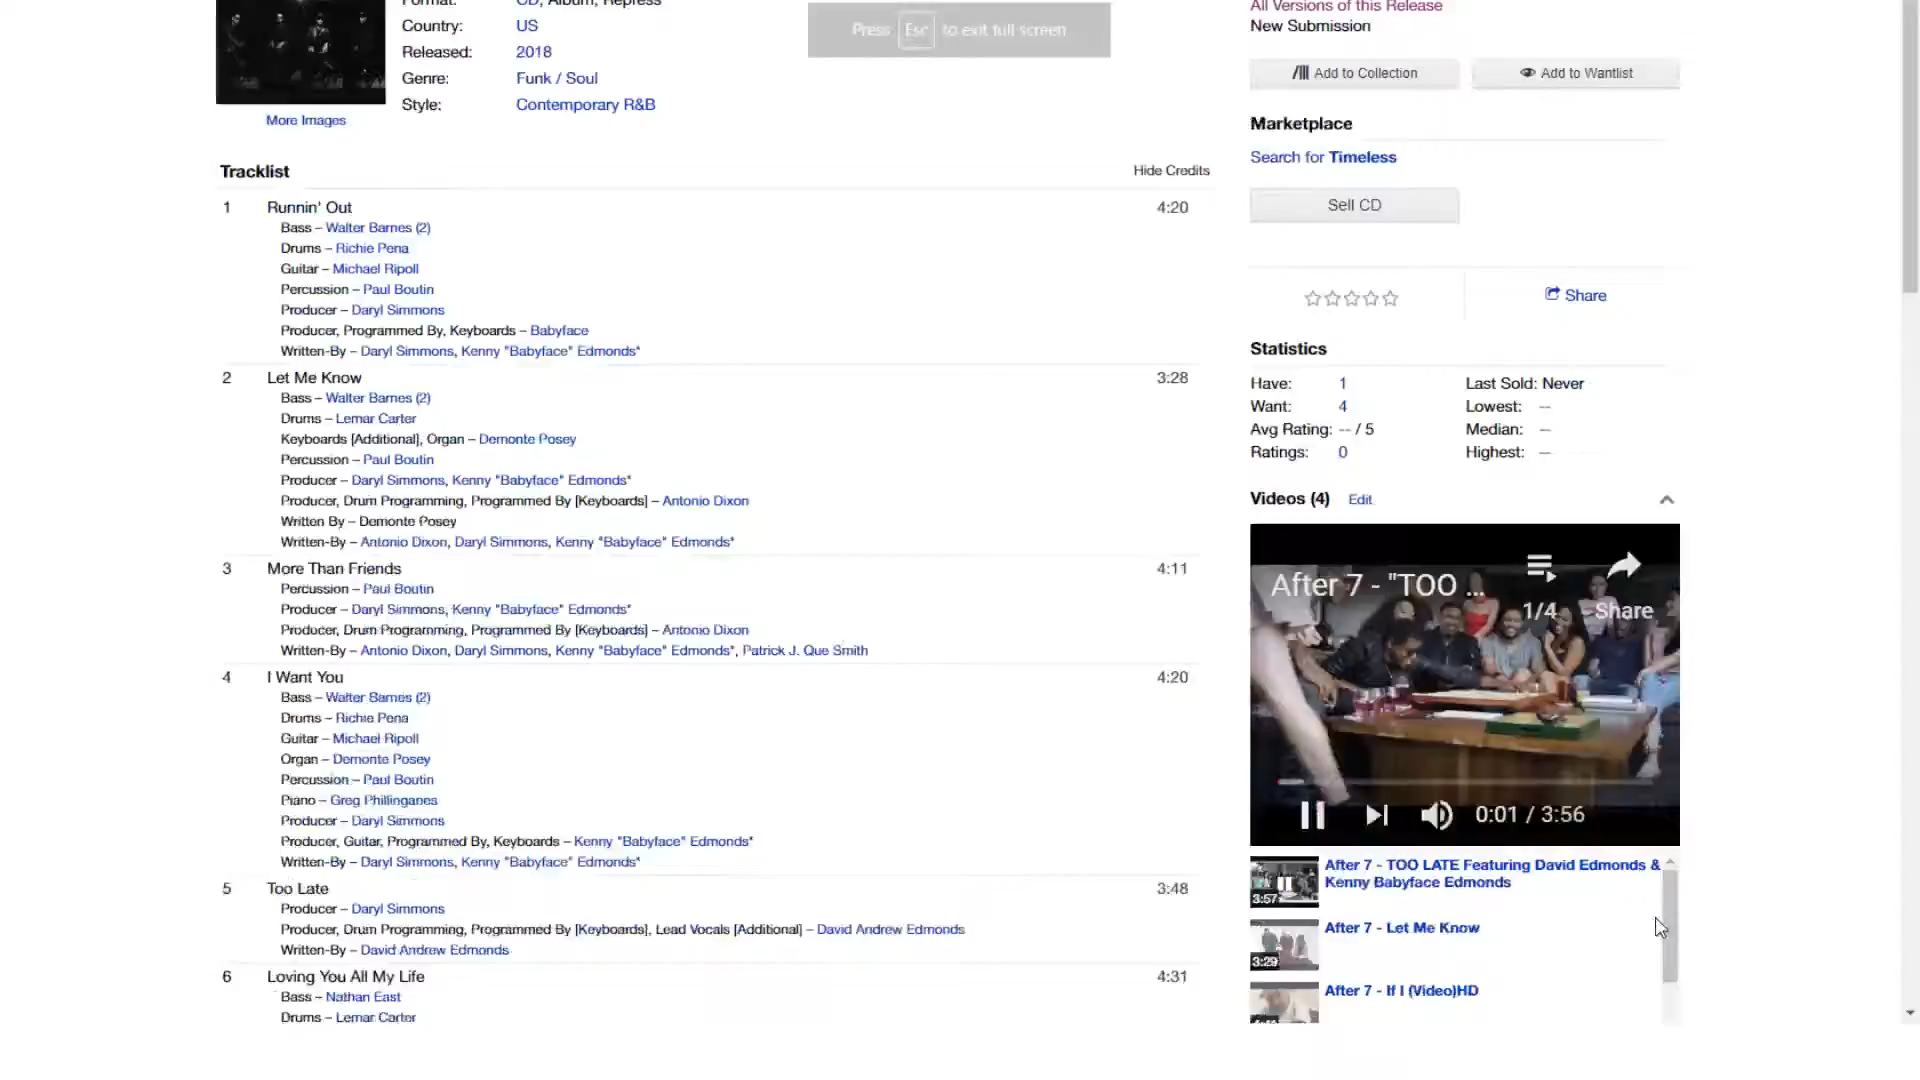 Format: CD, Album, Repress
Country: US
Released: 2018
Genre: Funk / Soul
Style: Contemporary R&B
More Images
Press Esc to exit full screen
All Versions of this Release
New Submission
Add to Collection
Add to Wantlist
Marketplace
Search for Timeless
Sell CD
Share
Statistics
Have: 1
Last Sold: Never
Want: 4
Lowest: --
Avg Rating: -- / 5
Median: --
Ratings: 0
Highest: --
Videos (4) Edit
After 7 - "TOO ...
1/4 Share
0:01 / 3:56
After 7 - TOO LATE Featuring David Edmonds &
Kenny Babyface Edmonds
3:57
After 7 - Let Me Know
3:29
After 7 - If I (Video)HD
Tracklist
Hide Credits
1 Runnin' Out 4:20
Bass – Walter Barnes (2)
Drums – Richie Pena
Guitar – Michael Ripoll
Percussion – Paul Boutin
Producer – Daryl Simmons
Producer, Programmed By, Keyboards – Babyface
Written-By – Daryl Simmons, Kenny "Babyface" Edmonds*
2 Let Me Know 3:28
Bass – Walter Barnes (2)
Drums – Lemar Carter
Keyboards [Additional], Organ – Demonte Posey
Percussion – Paul Boutin
Producer – Daryl Simmons, Kenny "Babyface" Edmonds*
Producer, Drum Programming, Programmed By [Keyboards] – Antonio Dixon
Written By – Demonte Posey
Written-By – Antonio Dixon, Daryl Simmons, Kenny "Babyface" Edmonds*
3 More Than Friends 4:11
Percussion – Paul Boutin
Producer – Daryl Simmons, Kenny "Babyface" Edmonds*
Producer, Drum Programming, Programmed By [Keyboards] – Antonio Dixon
Written-By – Antonio Dixon, Daryl Simmons, Kenny "Babyface" Edmonds*, Patrick J. Que Smith
4 I Want You 4:20
Bass – Walter Barnes (2)
Drums – Richie Pena
Guitar – Michael Ripoll
Organ – Demonte Posey
Percussion – Paul Boutin
Piano – Greg Phillinganes
Producer – Daryl Simmons
Producer, Guitar, Programmed By, Keyboards – Kenny "Babyface" Edmonds*
Written-By – Daryl Simmons, Kenny "Babyface" Edmonds*
5 Too Late 3:48
Producer – Daryl Simmons
Producer, Drum Programming, Programmed By [Keyboards], Lead Vocals [Additional] – David Andrew Edmonds
Written-By – David Andrew Edmonds
6 Loving You All My Life 4:31
Bass – Nathan East
Drums – Lemar Carter